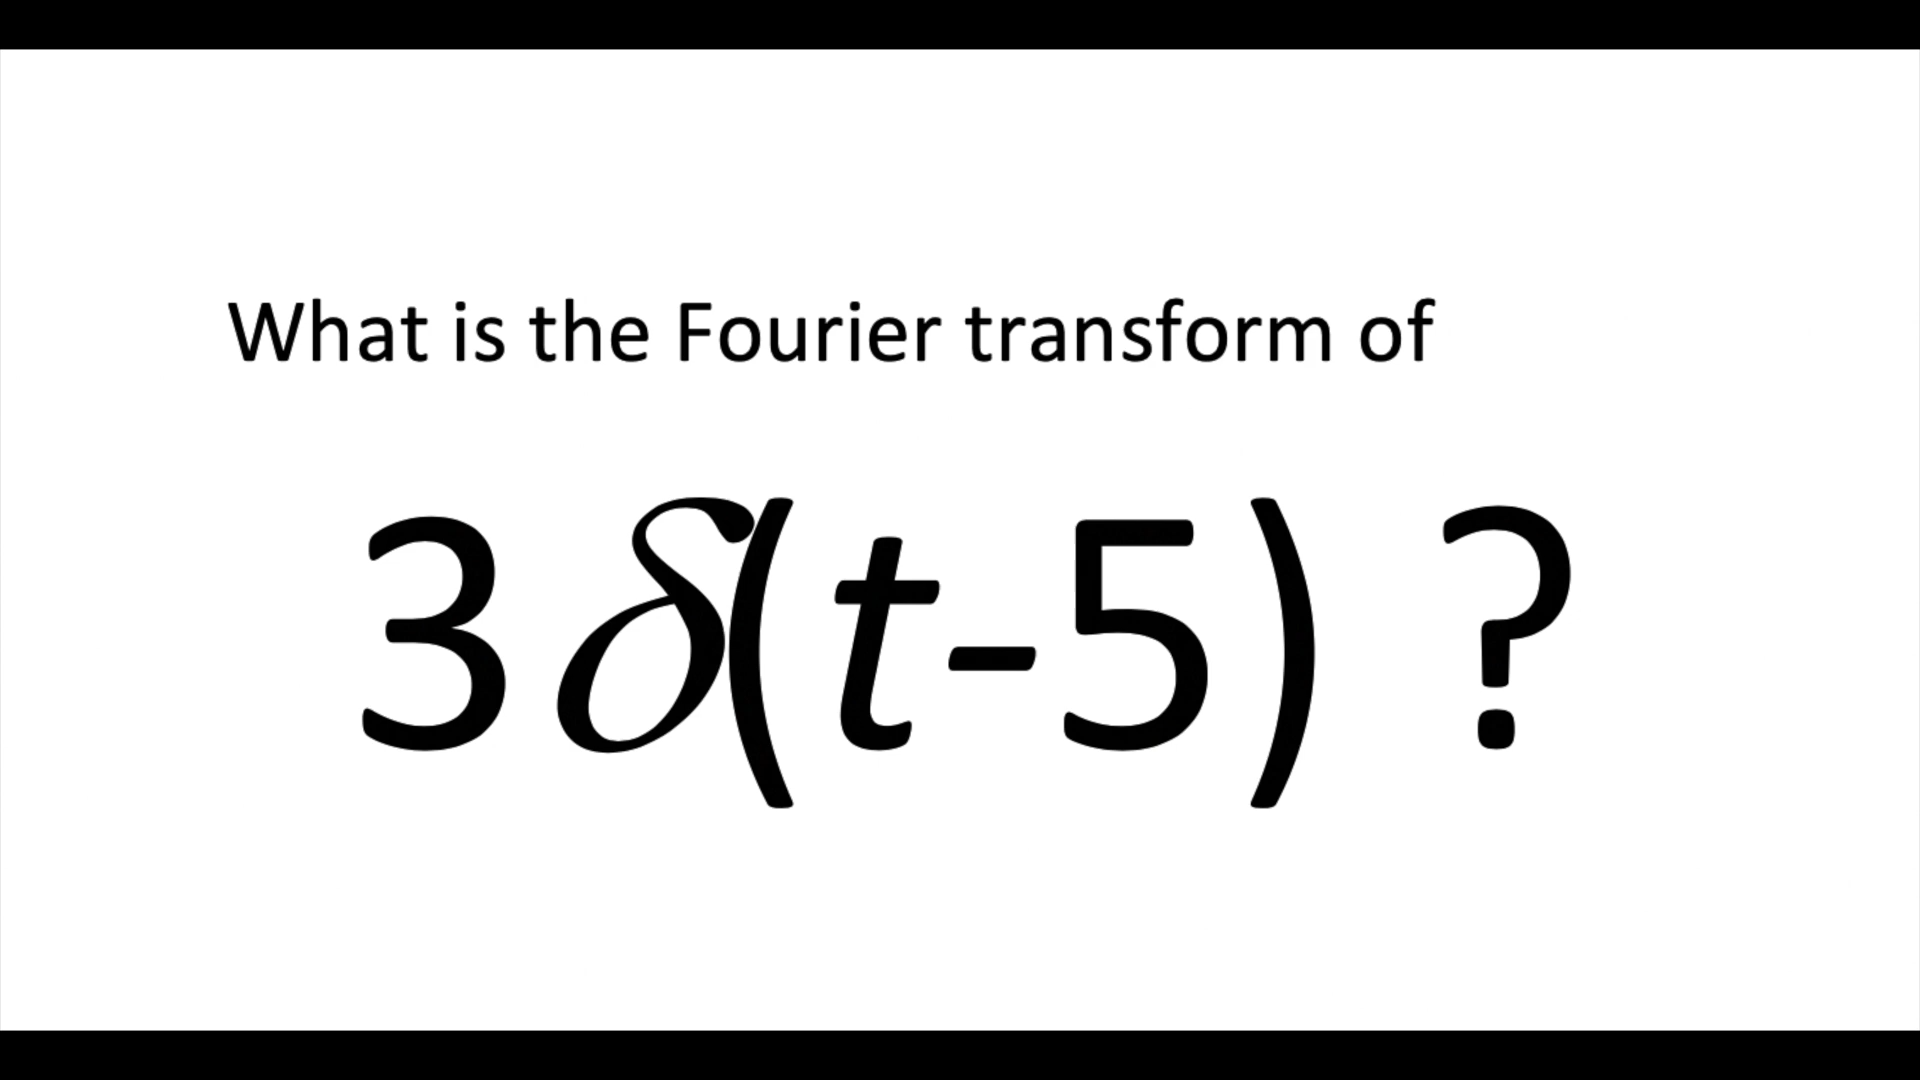 What is the Fourier transform of
3δ(t-5) ?